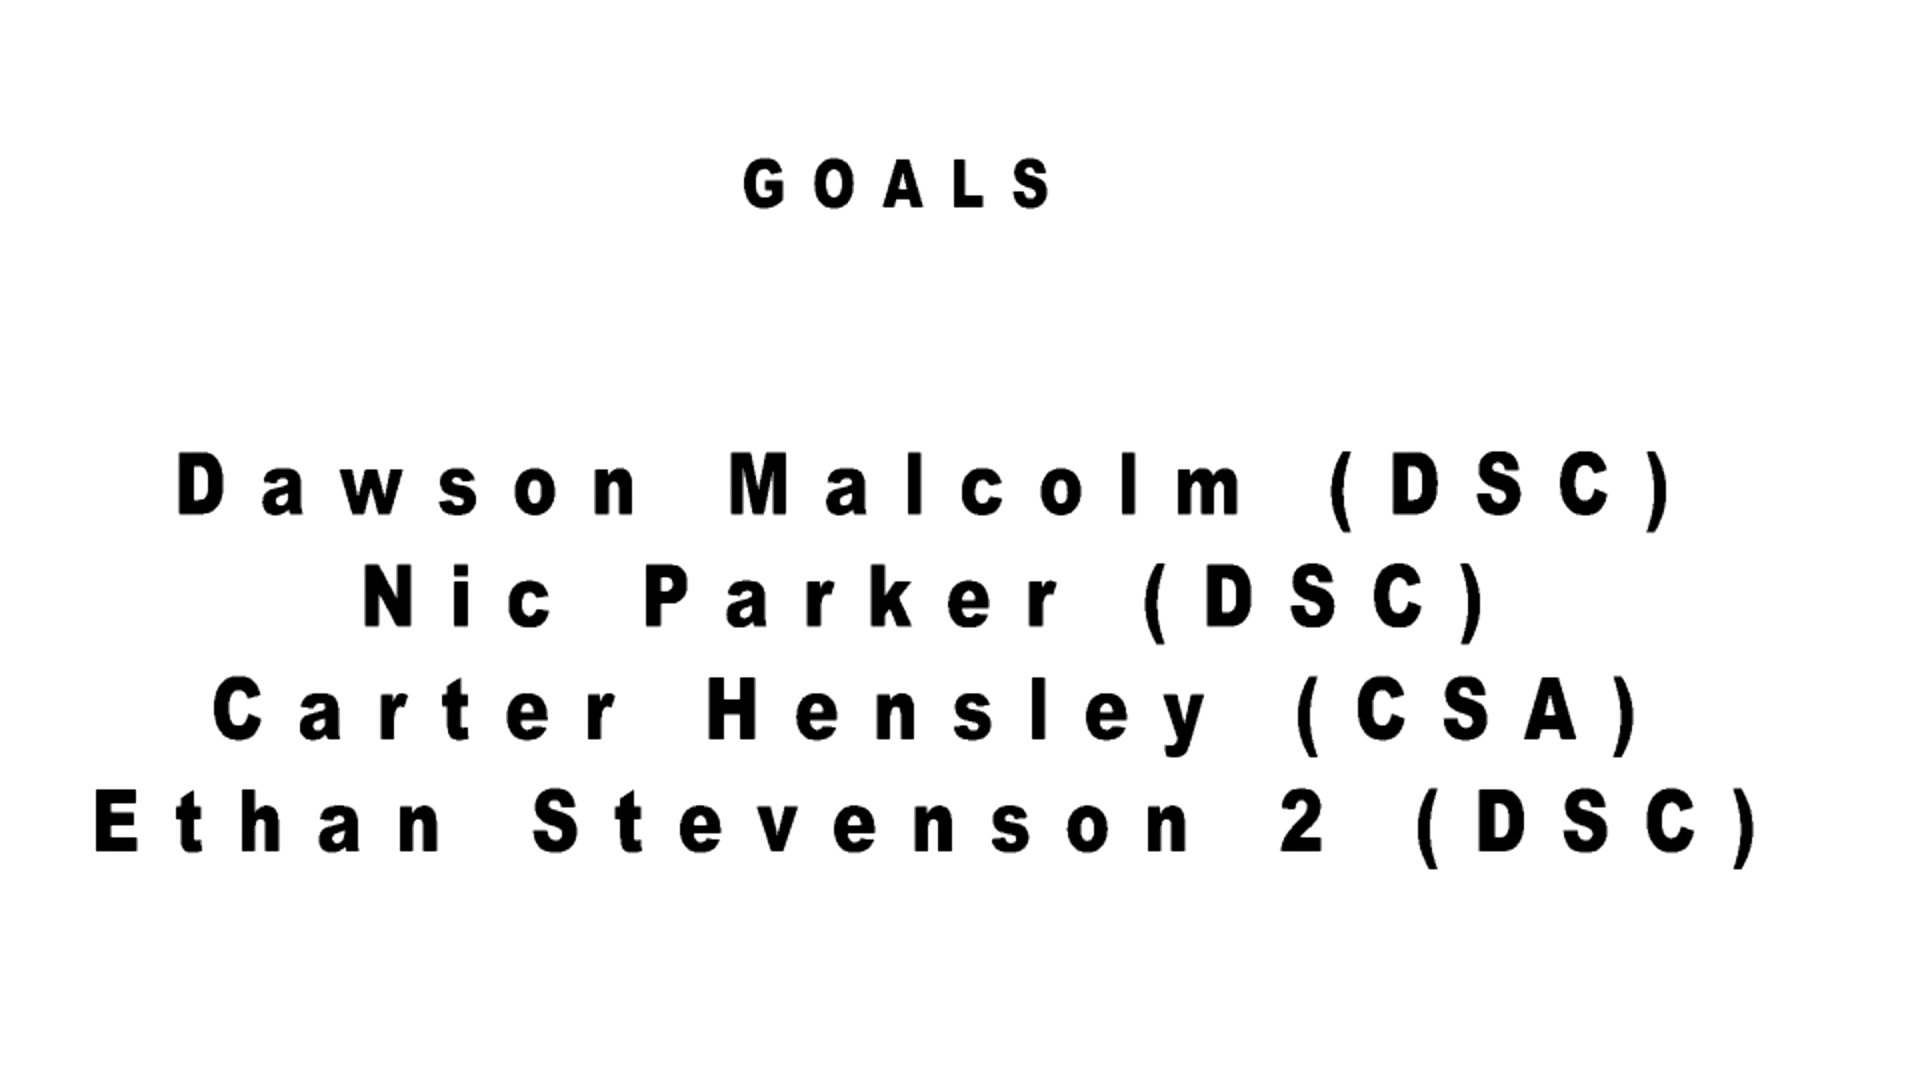 GOALS
Dawson Malcolm (DSC)
Nic Parker (DSC)
Carter Hensley (CSA)
Ethan Stevenson 2 (DSC)